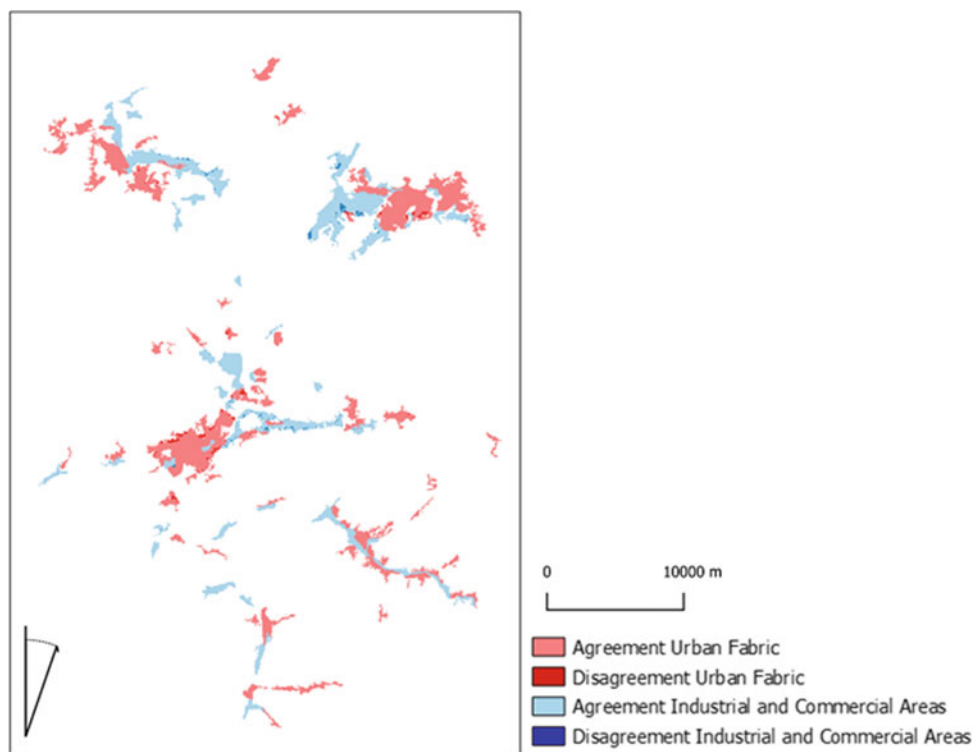 0 10000 m
Agreement Urban Fabric
Disagreement Urban Fabric
Agreement Industrial and Commercial Areas
Disagreement Industrial and Commercial Areas